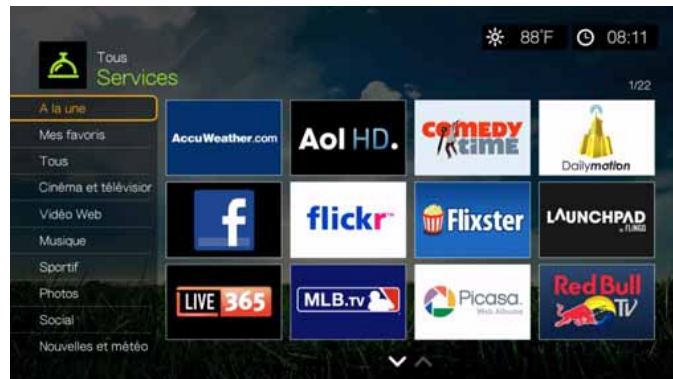 88°F 08:11
Tous
Services
1/22
A la une
Mes favoris
Tous
Cinéma et télévisior
Vidéo Web
Musique
Sportif
Photos
Social
Nouvelles et météo
AccuWeather.com
Aol HD.
COMEDY
TIME
Dailymotion
f
flickr
Flixster
LAUNCHPAD
by FLINGO
LIVE 365
MLB.TV
Picasa.
Web Albums
Red Bull
TV